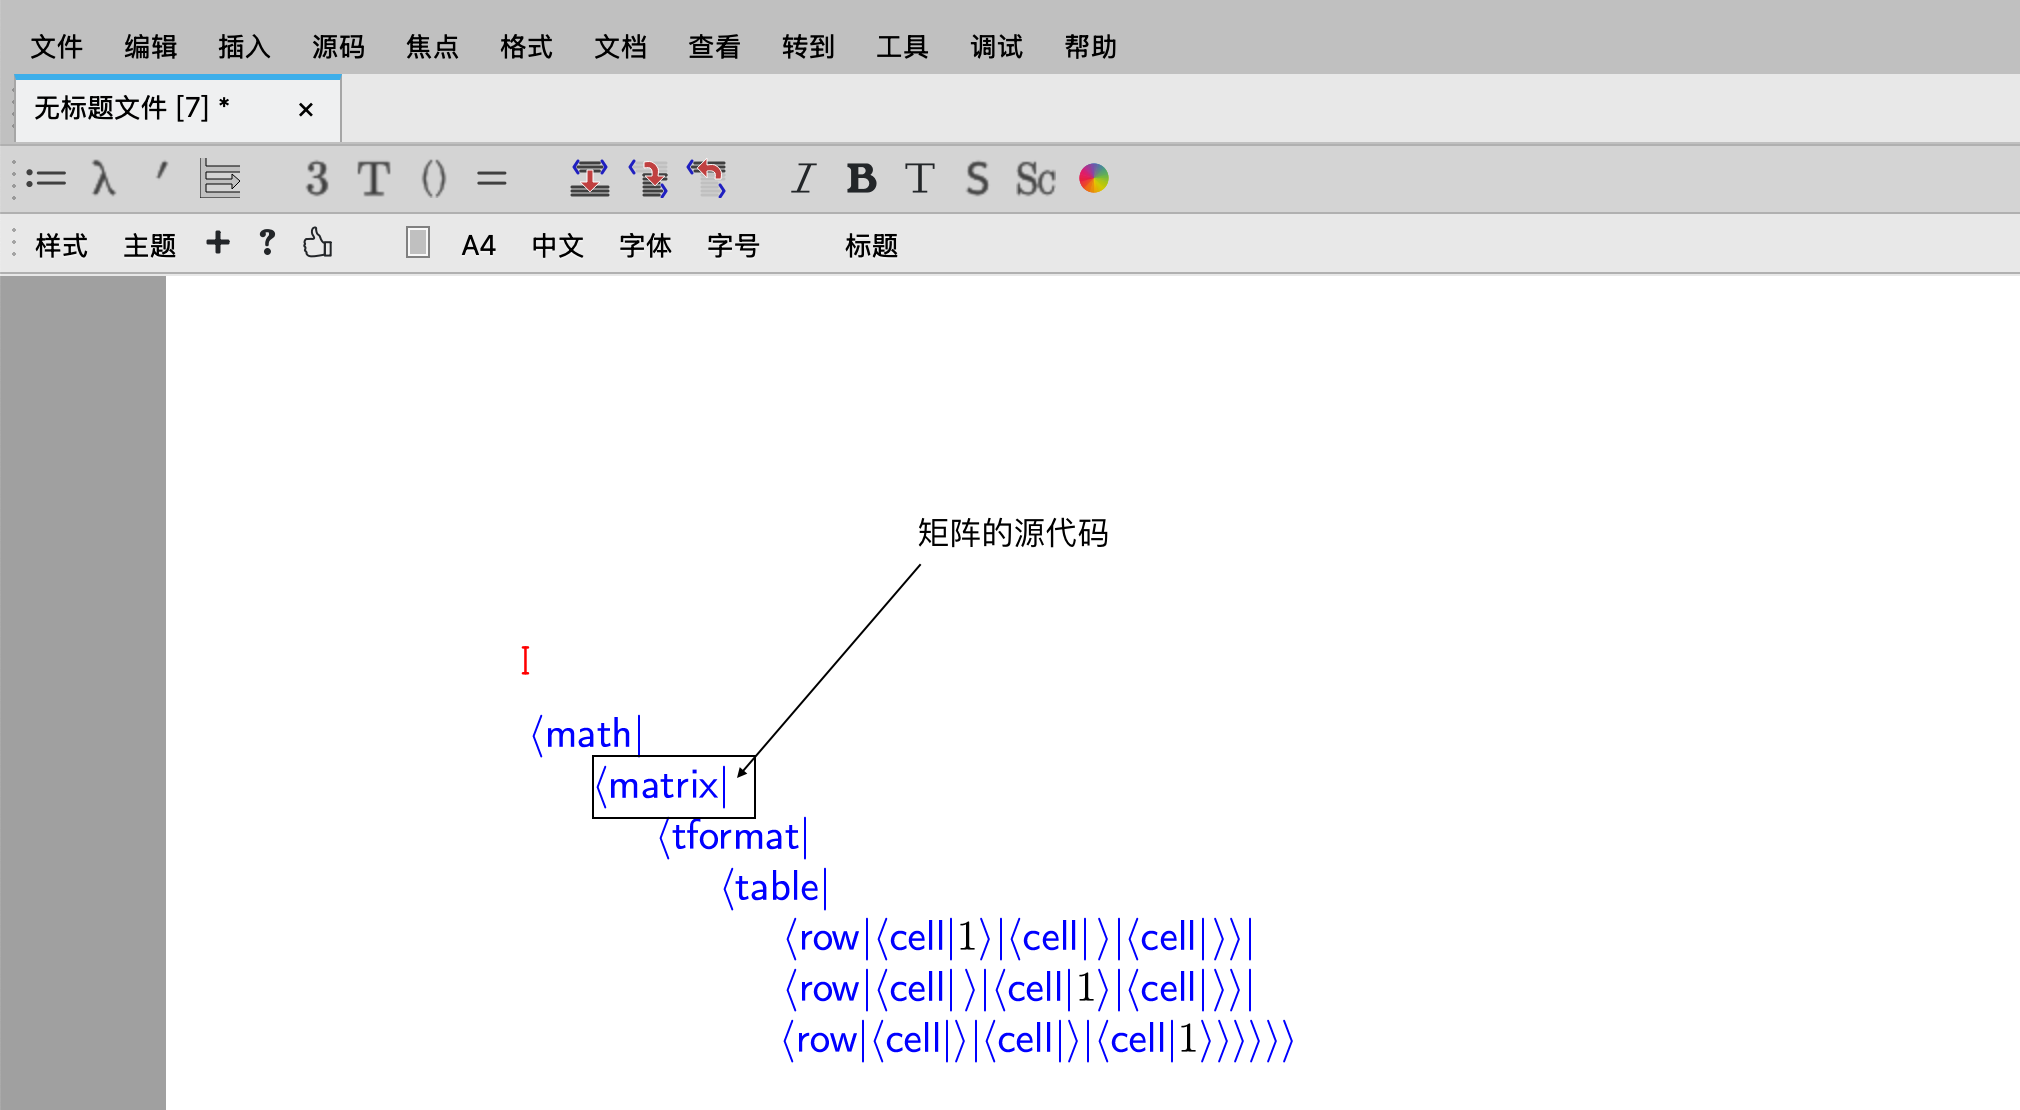 文件 编辑 插入 源码 焦点 格式 文档 查看 转到 工具 调试 帮助
无标题文件 [7] * ×
:= λ ′ 3 T () = I B T S Sc
样式 主题 + ? A4 中文 字体 字号 标题
矩阵的源代码
⟨math|
⟨matrix|
⟨tformat|
⟨table|
⟨row|⟨cell|1⟩|⟨cell|⟩|⟨cell|⟩⟩|
⟨row|⟨cell|⟩|⟨cell|1⟩|⟨cell|⟩⟩|
⟨row|⟨cell|⟩|⟨cell|⟩|⟨cell|1⟩⟩⟩⟩⟩⟩